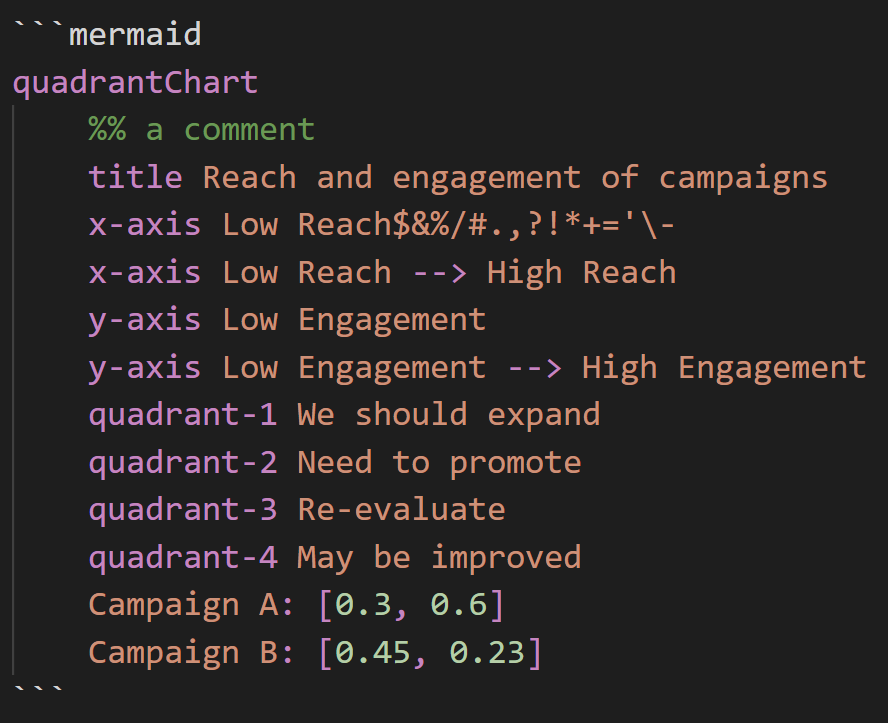 ```mermaid
quadrantChart
    %% a comment
    title Reach and engagement of campaigns
    x-axis Low Reach$&%/#.,?!*+='\-
    x-axis Low Reach --> High Reach
    y-axis Low Engagement
    y-axis Low Engagement --> High Engagement
    quadrant-1 We should expand
    quadrant-2 Need to promote
    quadrant-3 Re-evaluate
    quadrant-4 May be improved
    Campaign A: [0.3, 0.6]
    Campaign B: [0.45, 0.23]
```